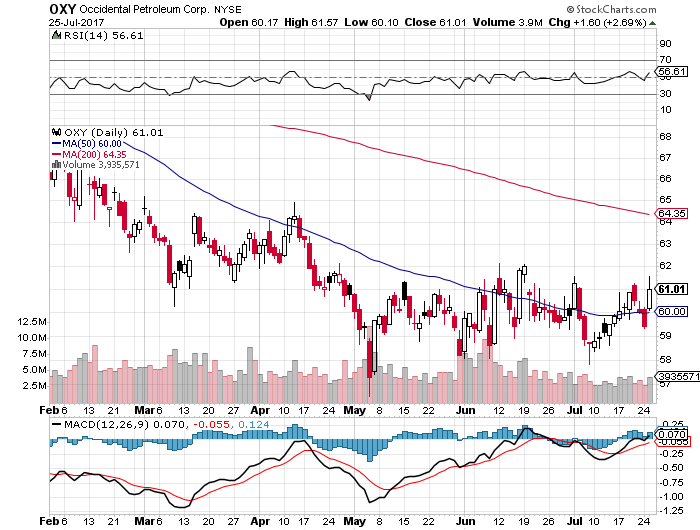 OXY Occidental Petroleum Corp. NYSE © StockCharts.com
25-Jul-2017 Open 60.17 High 61.57 Low 60.10 Close 61.01 Volume 3.9M Chg +1.60 (+2.69%)
RSI(14) 56.61
90
70
56.61
50
30
10
OXY (Daily) 61.01
MA(50) 60.00
MA(200) 64.35
Volume 3,935,571
68
67
66
65
64.35
63
62
61.01
60.00
59
58
57
12.5M
10.0M
7.5M
5.0M
2.5M
3935571
Feb 6 13 21 Mar 6 13 20 27 Apr 10 17 24 May 8 15 22 Jun 12 19 26 Jul 10 17 24
MACD(12,26,9) 0.070, -0.055, 0.124
0.25
0.070
-0.055
-0.25
-0.50
-0.75
-1.00
-1.25
Feb 6 13 21 Mar 6 13 20 27 Apr 10 17 24 May 8 15 22 Jun 12 19 26 Jul 10 17 24